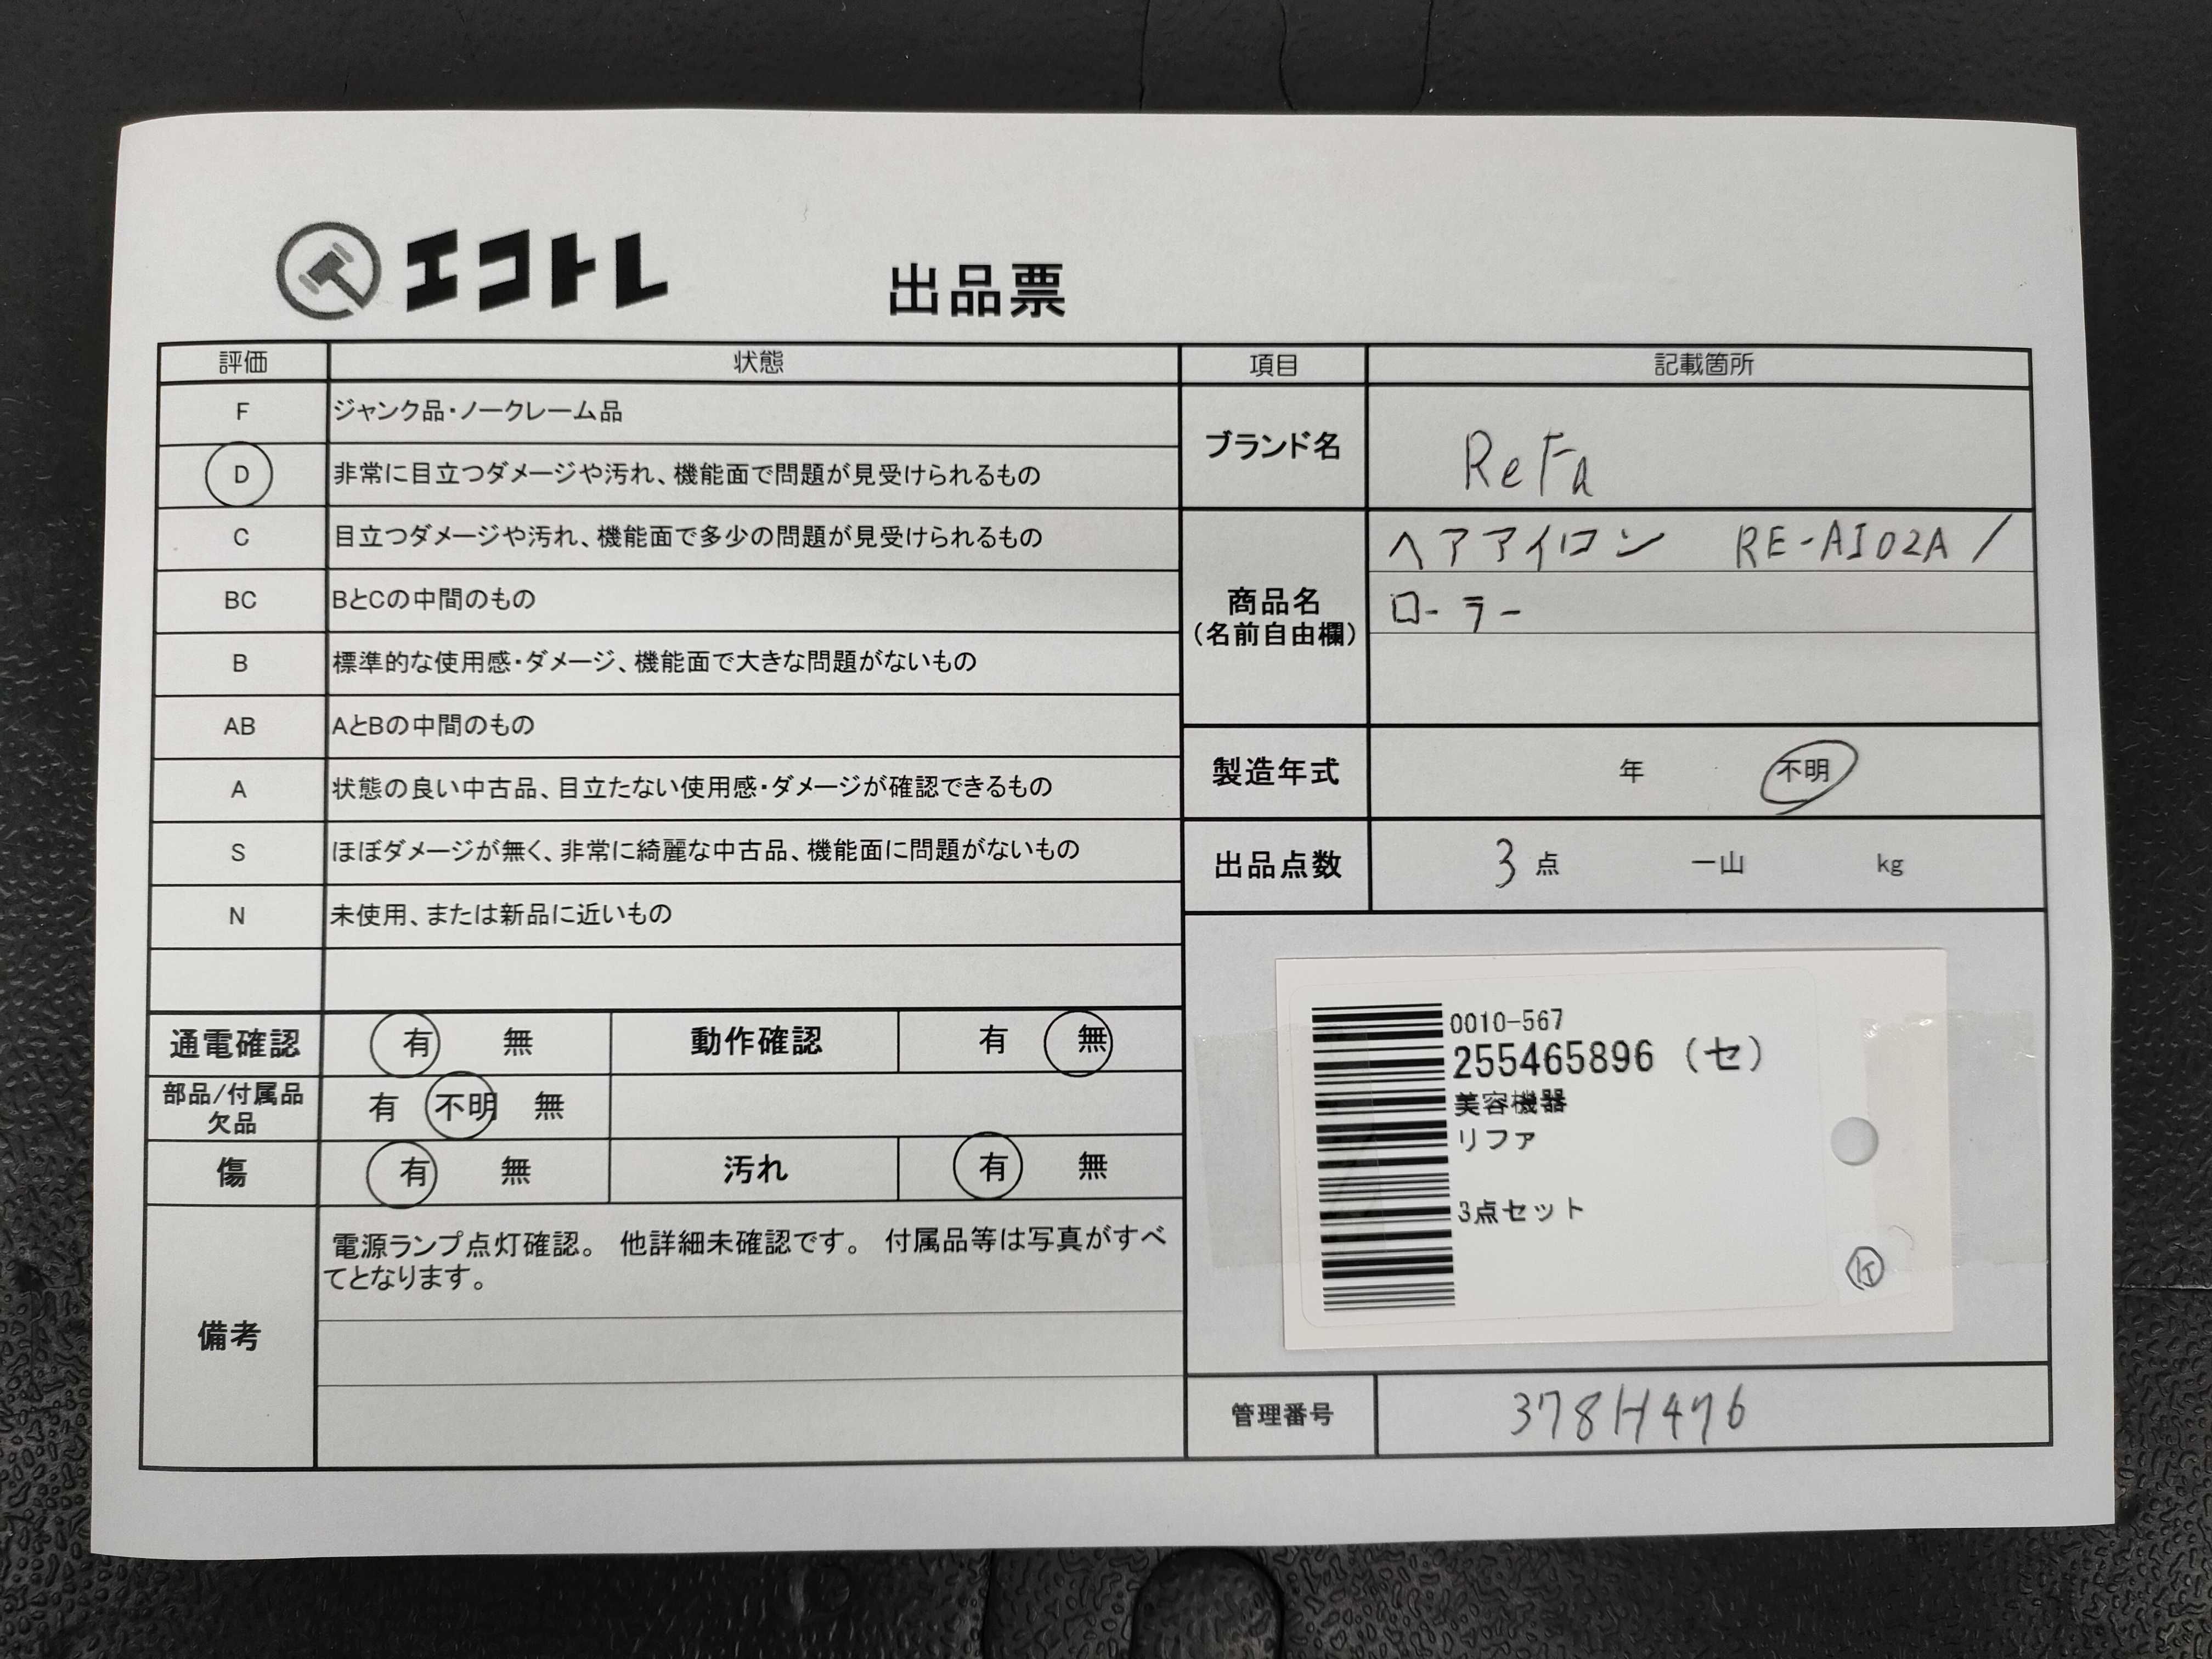 エコトレ
出品票
評価 状態
F ジャンク品・ノークレーム品
D 非常に目立つダメージや汚れ、機能面で問題が見受けられるもの
C 目立つダメージや汚れ、機能面で多少の問題が見受けられるもの
BC BとCの中間のもの
B 標準的な使用感・ダメージ、機能面で大きな問題がないもの
AB AとBの中間のもの
A 状態の良い中古品、目立たない使用感・ダメージが確認できるもの
S ほぼダメージが無く、非常に綺麗な中古品、機能面に問題がないもの
N 未使用、または新品に近いもの
通電確認 有 無 動作確認 有 無
部品/付属品
欠品 有 不明 無
傷 有 無 汚れ 有 無
備考
電源ランプ点灯確認。 他詳細未確認です。 付属品等は写真がすべ
てとなります。
項目 記載箇所
ブランド名 ReFa
商品名
(名前自由欄)
ヘアアイロン RE-AI02A /
ローラー
製造年式 年 不明
出品点数 3 点 一山 kg
0010-567
255465896 (セ)
美容機器
リファ
3点セット
管理番号 378H476